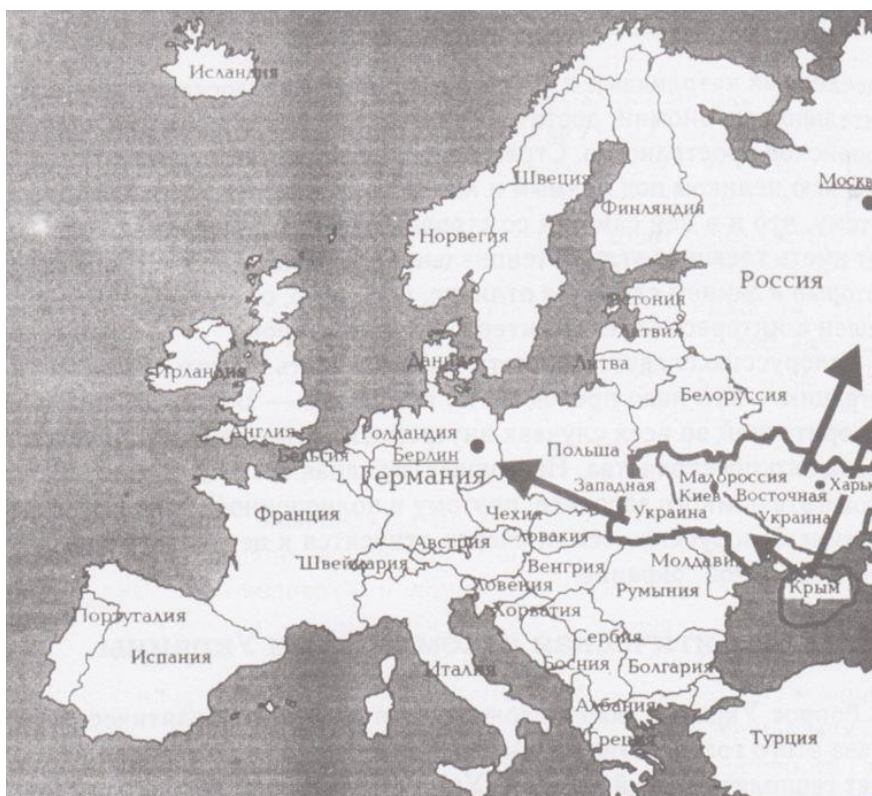 Исландия
Москв
Швеция
Финляндия
Норвегия
Россия
Эстония
Латвия
Дания
Литва
Ирландия
Белоруссия
Англия
Голландия
Бельгия
Берлин
Польша
Германия
Западная
Малороссия
Киев
Восточная
Харьк
Франция
Чехия
Украина
Украина
Словакия
Австрия
Молдавия
Швейцария
Венгрия
Крым
Словения
Румыния
Хорватия
Португалия
Сербия
Испания
Италия
Босния
Болгария
Албания
Греция
Турция